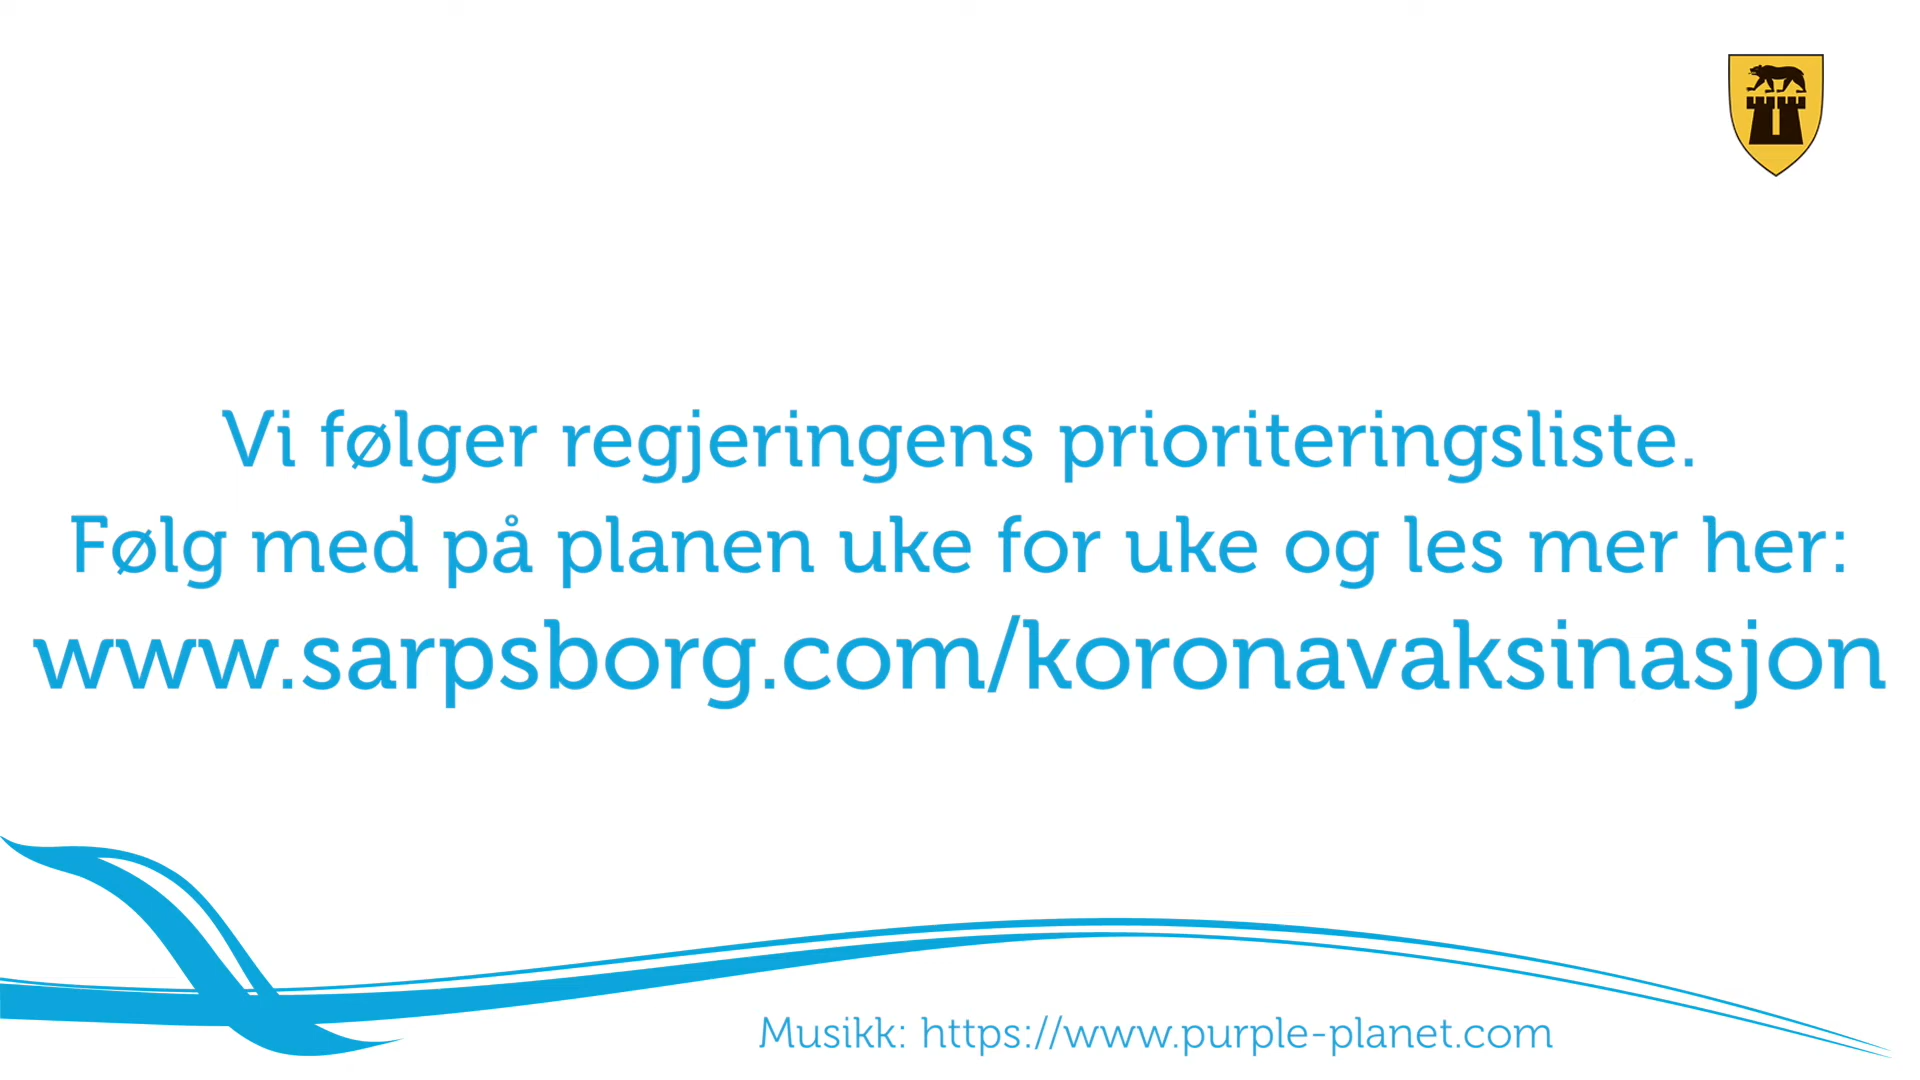 Vi følger regjeringens prioriteringsliste.
Følg med på planen uke for uke og les mer her:
www.sarpsborg.com/koronavaksinasjon
Musikk: https://www.purple-planet.com